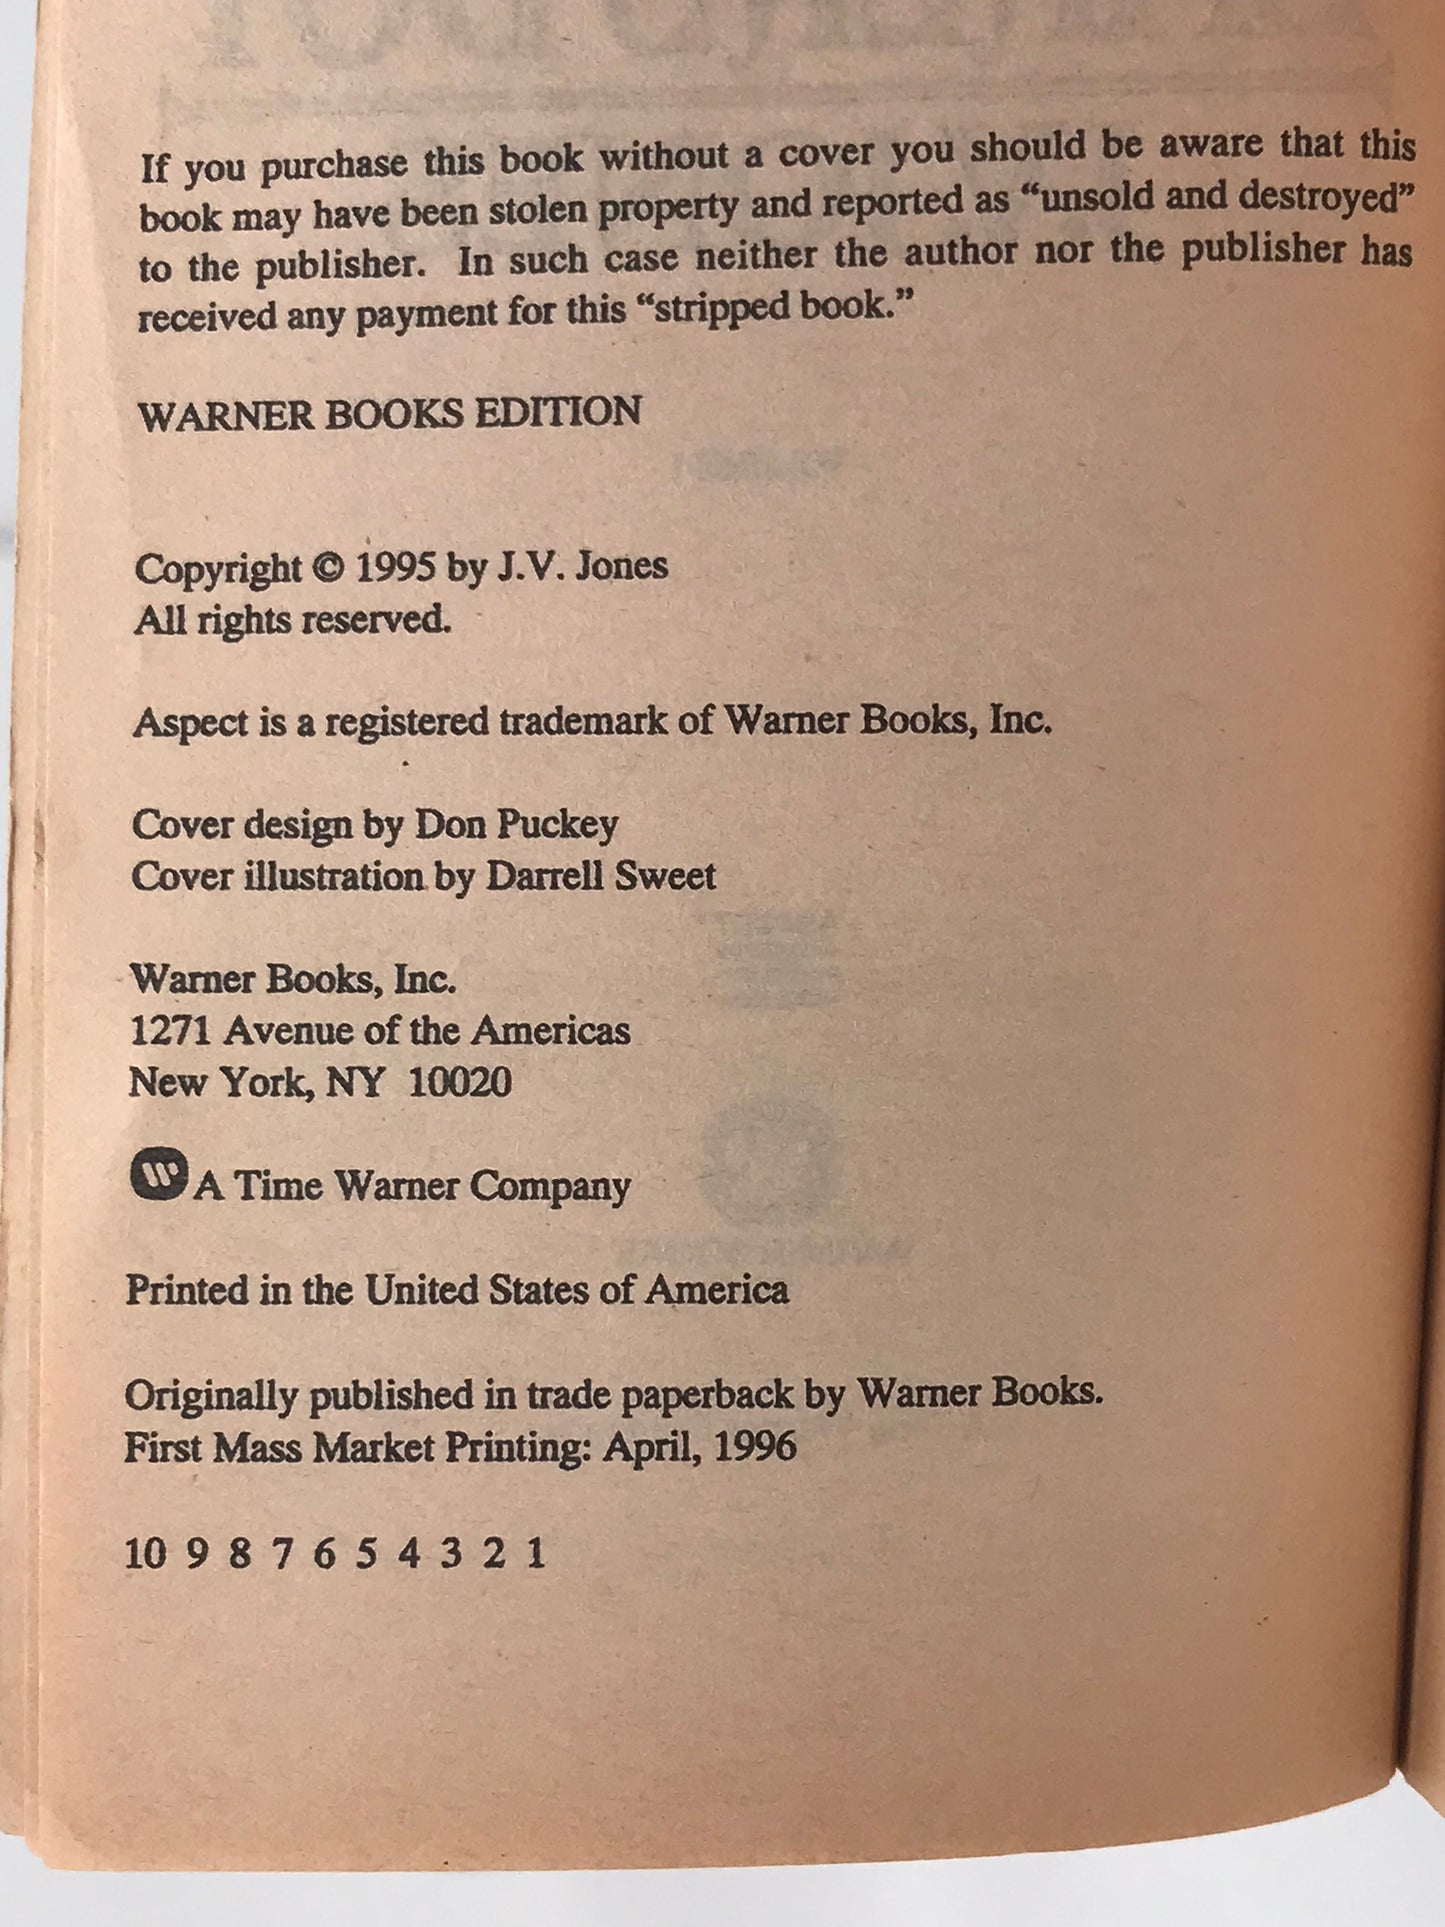 If you purchase this book without a cover you should be aware that this
book may have been stolen property and reported as “unsold and destroyed”
to the publisher. In such case neither the author nor the publisher has
received any payment for this “stripped book.”
WARNER BOOKS EDITION
Copyright © 1995 by J.V. Jones
All rights reserved.
Aspect is a registered trademark of Warner Books, Inc.
Cover design by Don Puckey
Cover illustration by Darrell Sweet
Warner Books, Inc.
1271 Avenue of the Americas
New York, NY 10020
W A Time Warner Company
Printed in the United States of America
Originally published in trade paperback by Warner Books.
First Mass Market Printing: April, 1996
10 9 8 7 6 5 4 3 2 1